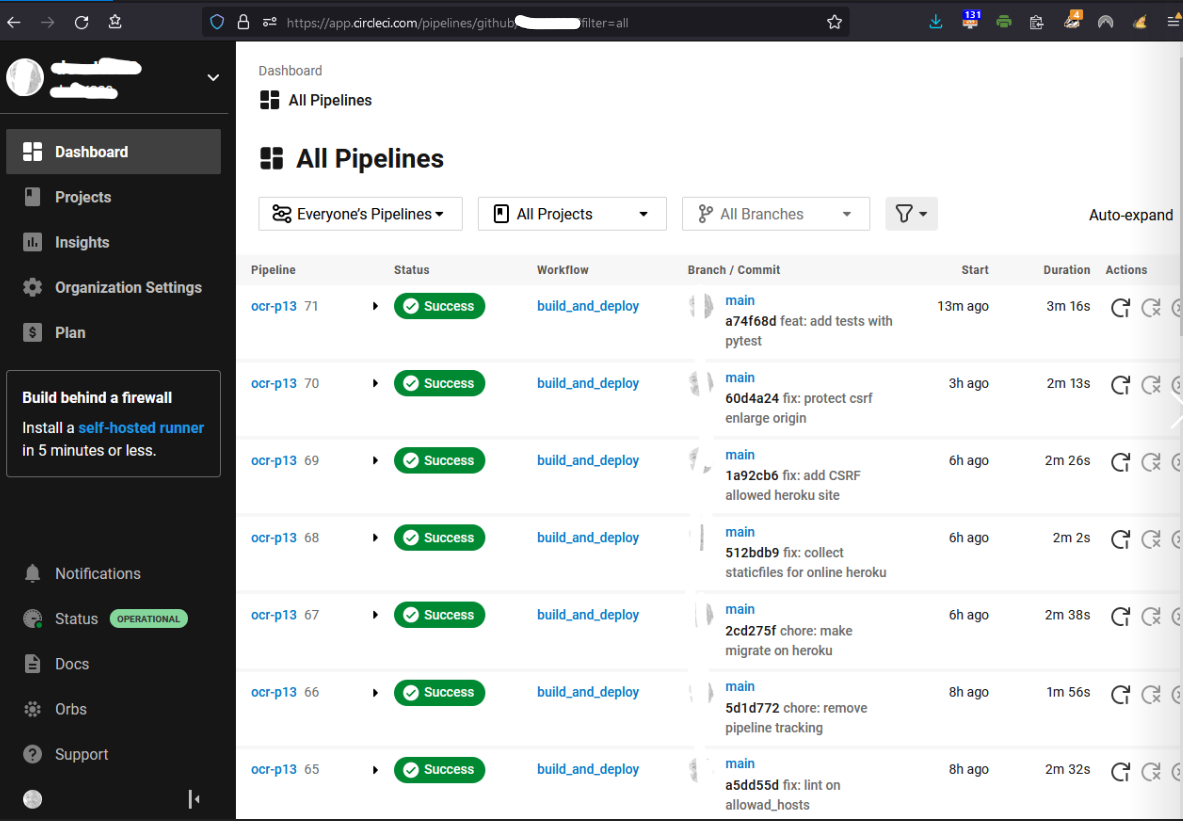 https://app.circleci.com/pipelines/github/
filter=all
131
4
Dashboard
Projects
Insights
Organization Settings
Plan
Build behind a firewall
Install a self-hosted runner
in 5 minutes or less.
Notifications
Status OPERATIONAL
Docs
Orbs
Support
Dashboard
All Pipelines
All Pipelines
Everyone's Pipelines
All Projects
All Branches
Auto-expand
Pipeline Status Workflow Branch / Commit Start Duration Actions
ocr-p13 71 Success build_and_deploy main 13m ago 3m 16s
a74f68d feat: add tests with
pytest
ocr-p13 70 Success build_and_deploy main 3h ago 2m 13s
60d4a24 fix: protect csrf
enlarge origin
ocr-p13 69 Success build_and_deploy main 6h ago 2m 26s
1a92cb6 fix: add CSRF
allowed heroku site
ocr-p13 68 Success build_and_deploy main 6h ago 2m 2s
512bdb9 fix: collect
staticfiles for online heroku
ocr-p13 67 Success build_and_deploy main 6h ago 2m 38s
2cd275f chore: make
migrate on heroku
ocr-p13 66 Success build_and_deploy main 8h ago 1m 56s
5d1d772 chore: remove
pipeline tracking
ocr-p13 65 Success build_and_deploy main 8h ago 2m 32s
a5dd55d fix: lint on
allowad_hosts